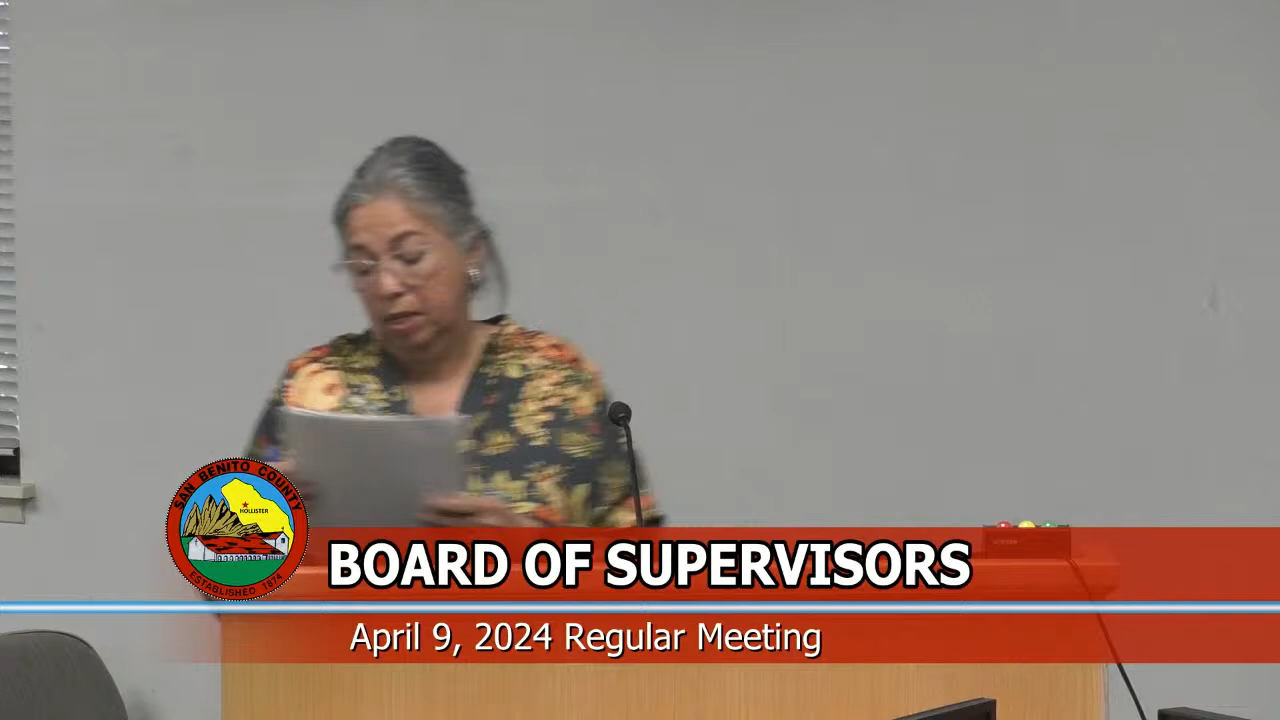 SAN BENITO COUNTY
HOLLISTER
ESTABLISHED 1874
BOARD OF SUPERVISORS
April 9, 2024 Regular Meeting